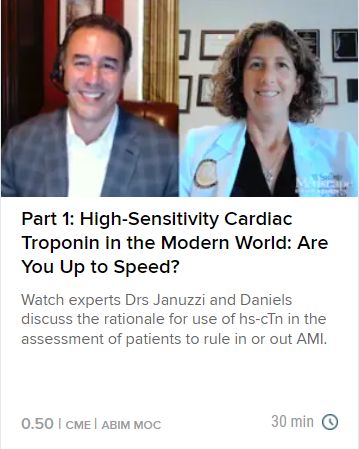 Medscape
Part 1: High-Sensitivity Cardiac
Troponin in the Modern World: Are
You Up to Speed?
Watch experts Drs Januzzi and Daniels
discuss the rationale for use of hs-cTn in the
assessment of patients to rule in or out AMI.
0.50 | CME | ABIM MOC
30 min